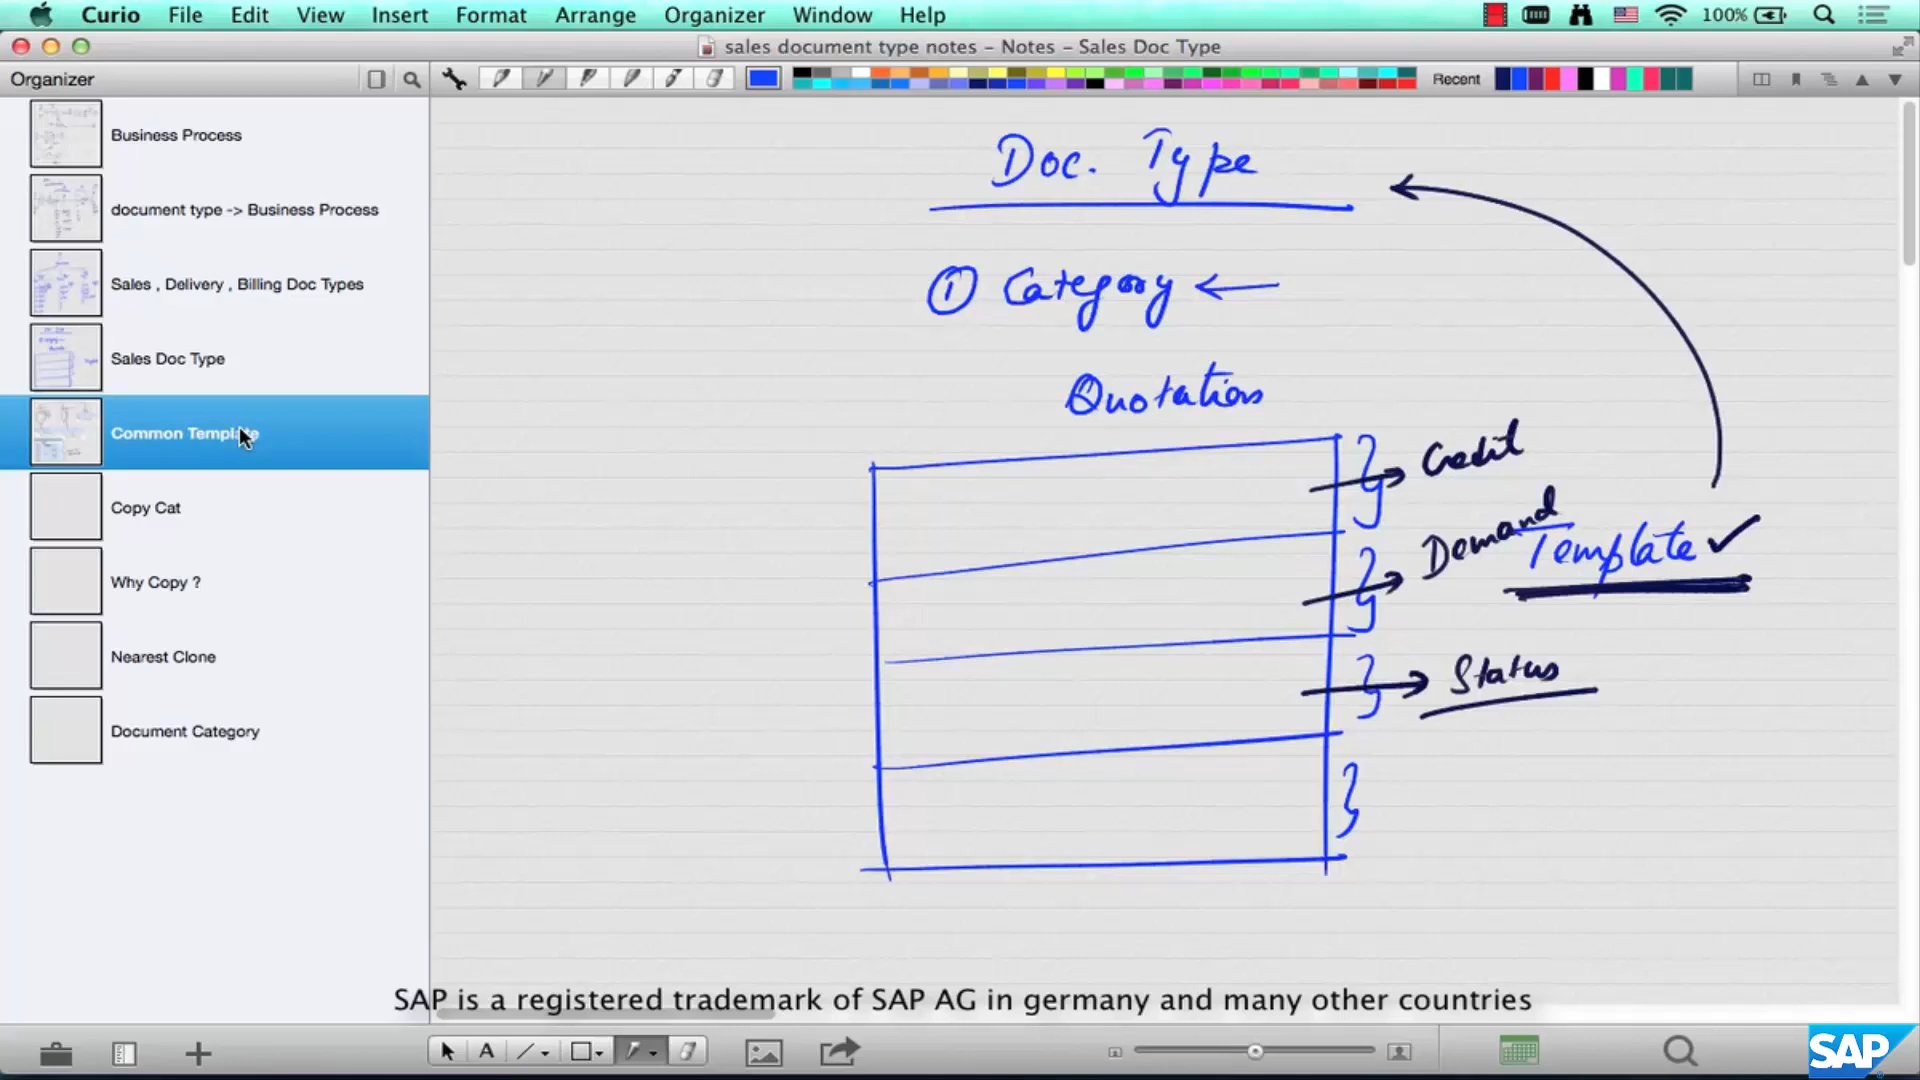 Curio File Edit View Insert Format Arrange Organizer Window Help 100%
sales document type notes – Notes – Sales Doc Type
Organizer
Recent
Business Process
document type -> Business Process
Sales , Delivery , Billing Doc Types
Sales Doc Type
Common Template
Copy Cat
Why Copy ?
Nearest Clone
Document Category
Doc. Type
① Category ←
Quotation
Credit
Demand
Template ✓
Status
SAP is a registered trademark of SAP AG in germany and many other countries
A
SAP